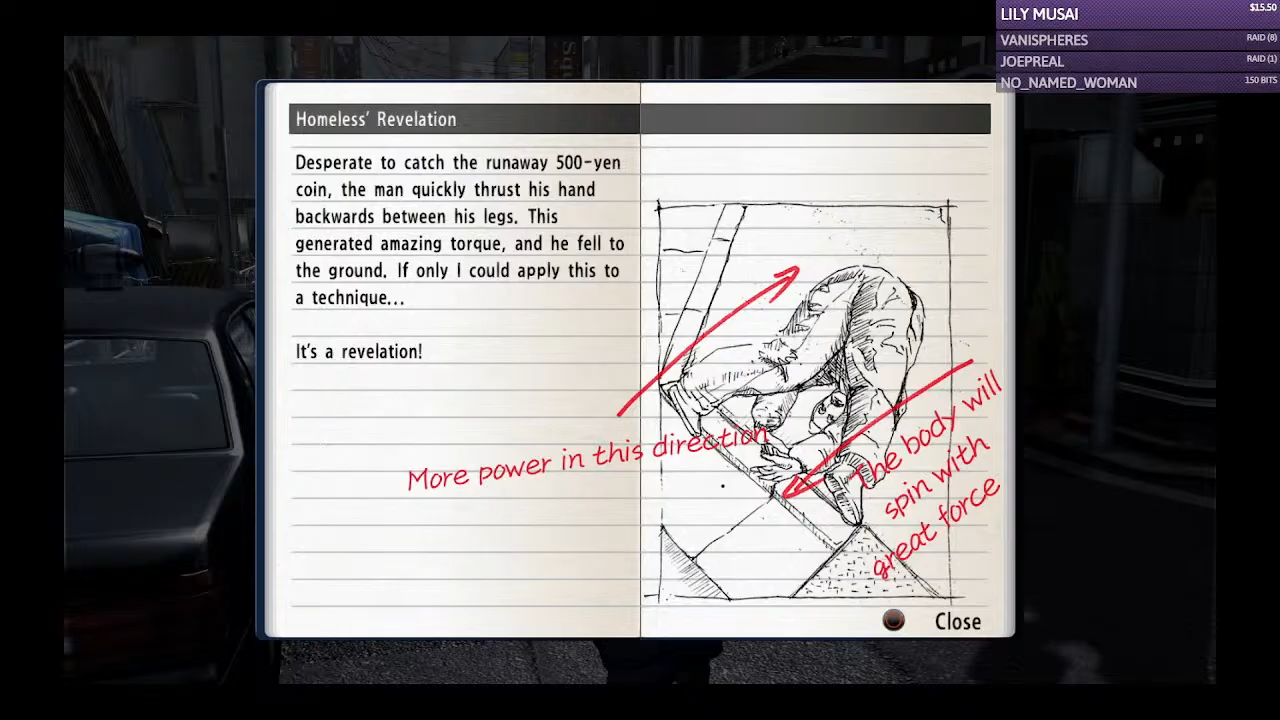 LILY MUSAI $15.50
VANISPHERES RAID (8)
JOEPREAL RAID (1)
NO_NAMED_WOMAN 150 BITS
Homeless' Revelation
Desperate to catch the runaway 500-yen
coin, the man quickly thrust his hand
backwards between his legs. This
generated amazing torque, and he fell to
the ground. If only I could apply this to
a technique...
It's a revelation!
More power in this direction
The body will
spin with
great force
Close